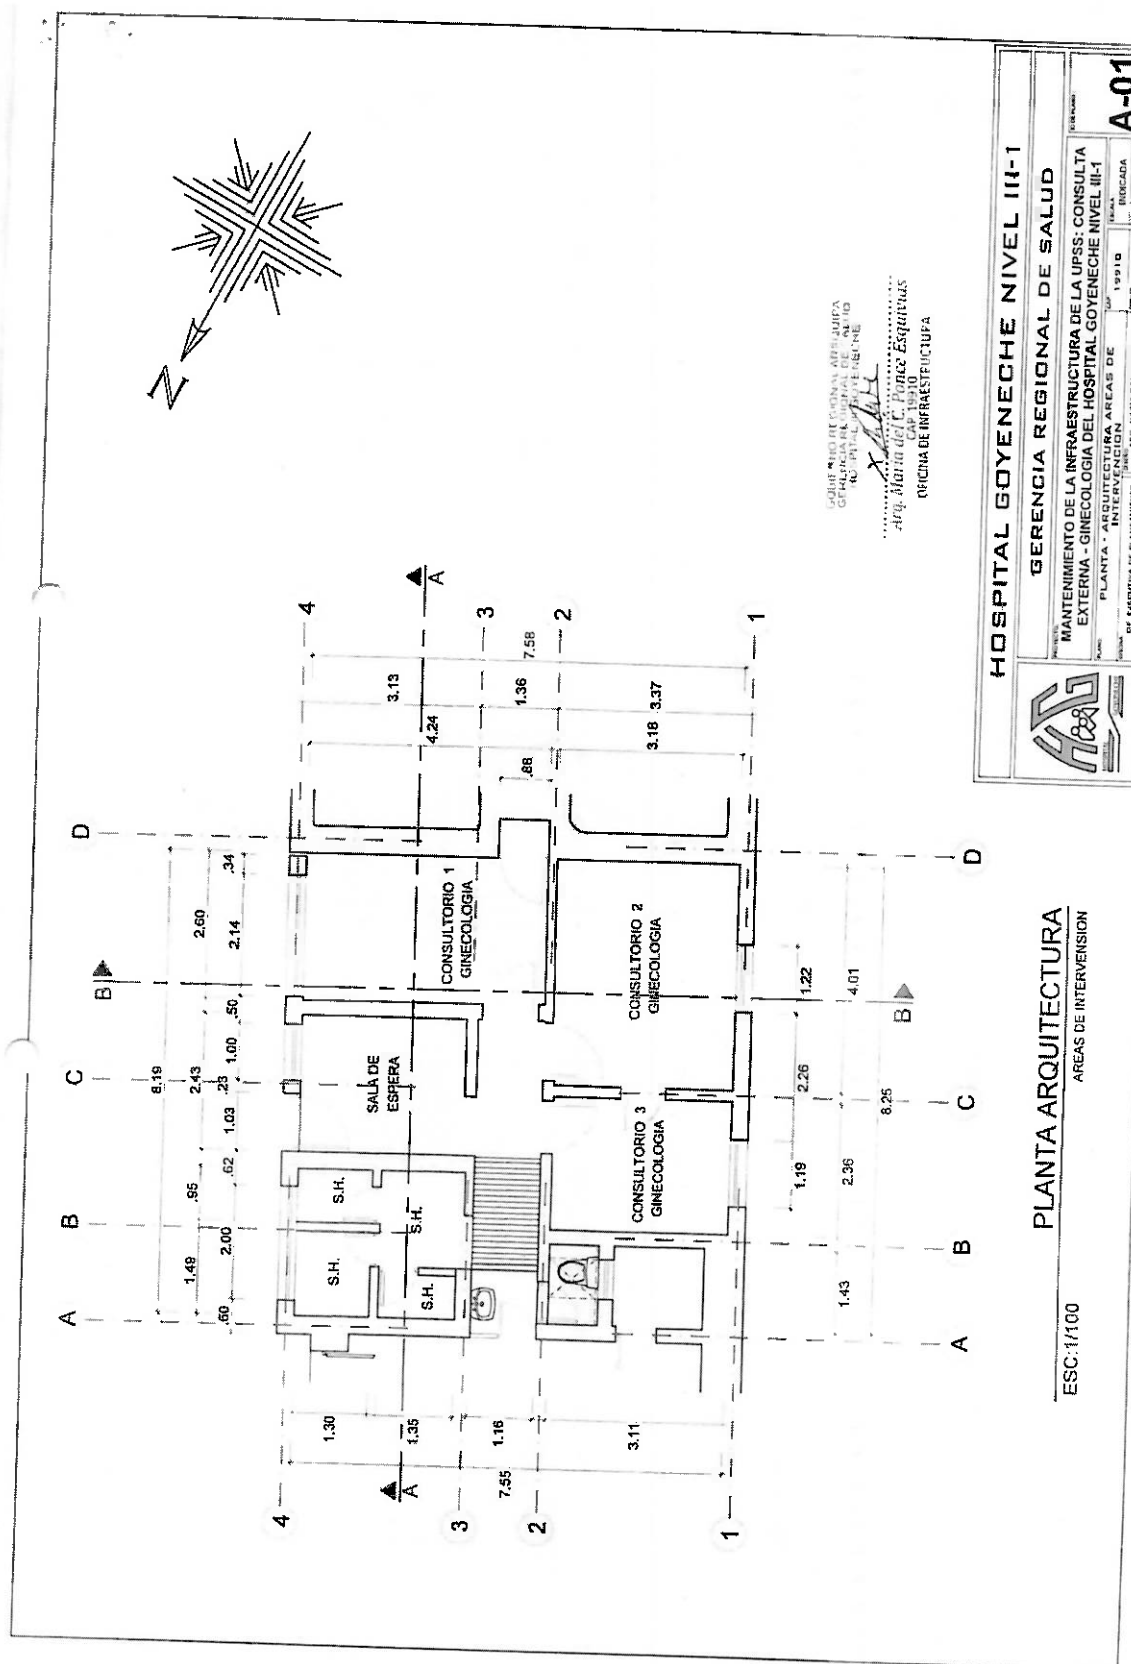 N
A B C D
B
8.19
1.49 .95 2.43 2.60
.60 2.00 .62 1.03 .23 1.00 .50 2.14 .34
4 4
A
3 3
2 2
1 1
A
1.30
1.35
1.16
3.11
7.55
3.13
4.24
1.36
7.58
.88
3.18 3.37
S.H.
S.H.
S.H.
S.H.
SALA DE
ESPERA
CONSULTORIO 1
GINECOLOGIA
CONSULTORIO 3
GINECOLOGIA
CONSULTORIO 2
GINECOLOGIA
1.19 2.26 1.22
1.43 2.36 4.01
8.25
B
A B C D
PLANTA ARQUITECTURA
ESC:1/100
AREAS DE INTERVENSION
Arq. Maria del C. Ponce Esquivias
CAP 19910
OFICINA DE INFRAESTRUCTURA
HOSPITAL GOYENECHE NIVEL III-1
GERENCIA REGIONAL DE SALUD
MANTENIMIENTO DE LA INFRAESTRUCTURA DE LA UPSS: CONSULTA
EXTERNA - GINECOLOGIA DEL HOSPITAL GOYENECHE NIVEL III-1
PLANTA - ARQUITECTURA AREAS DE
INTERVENCION
INDICADA
A-01